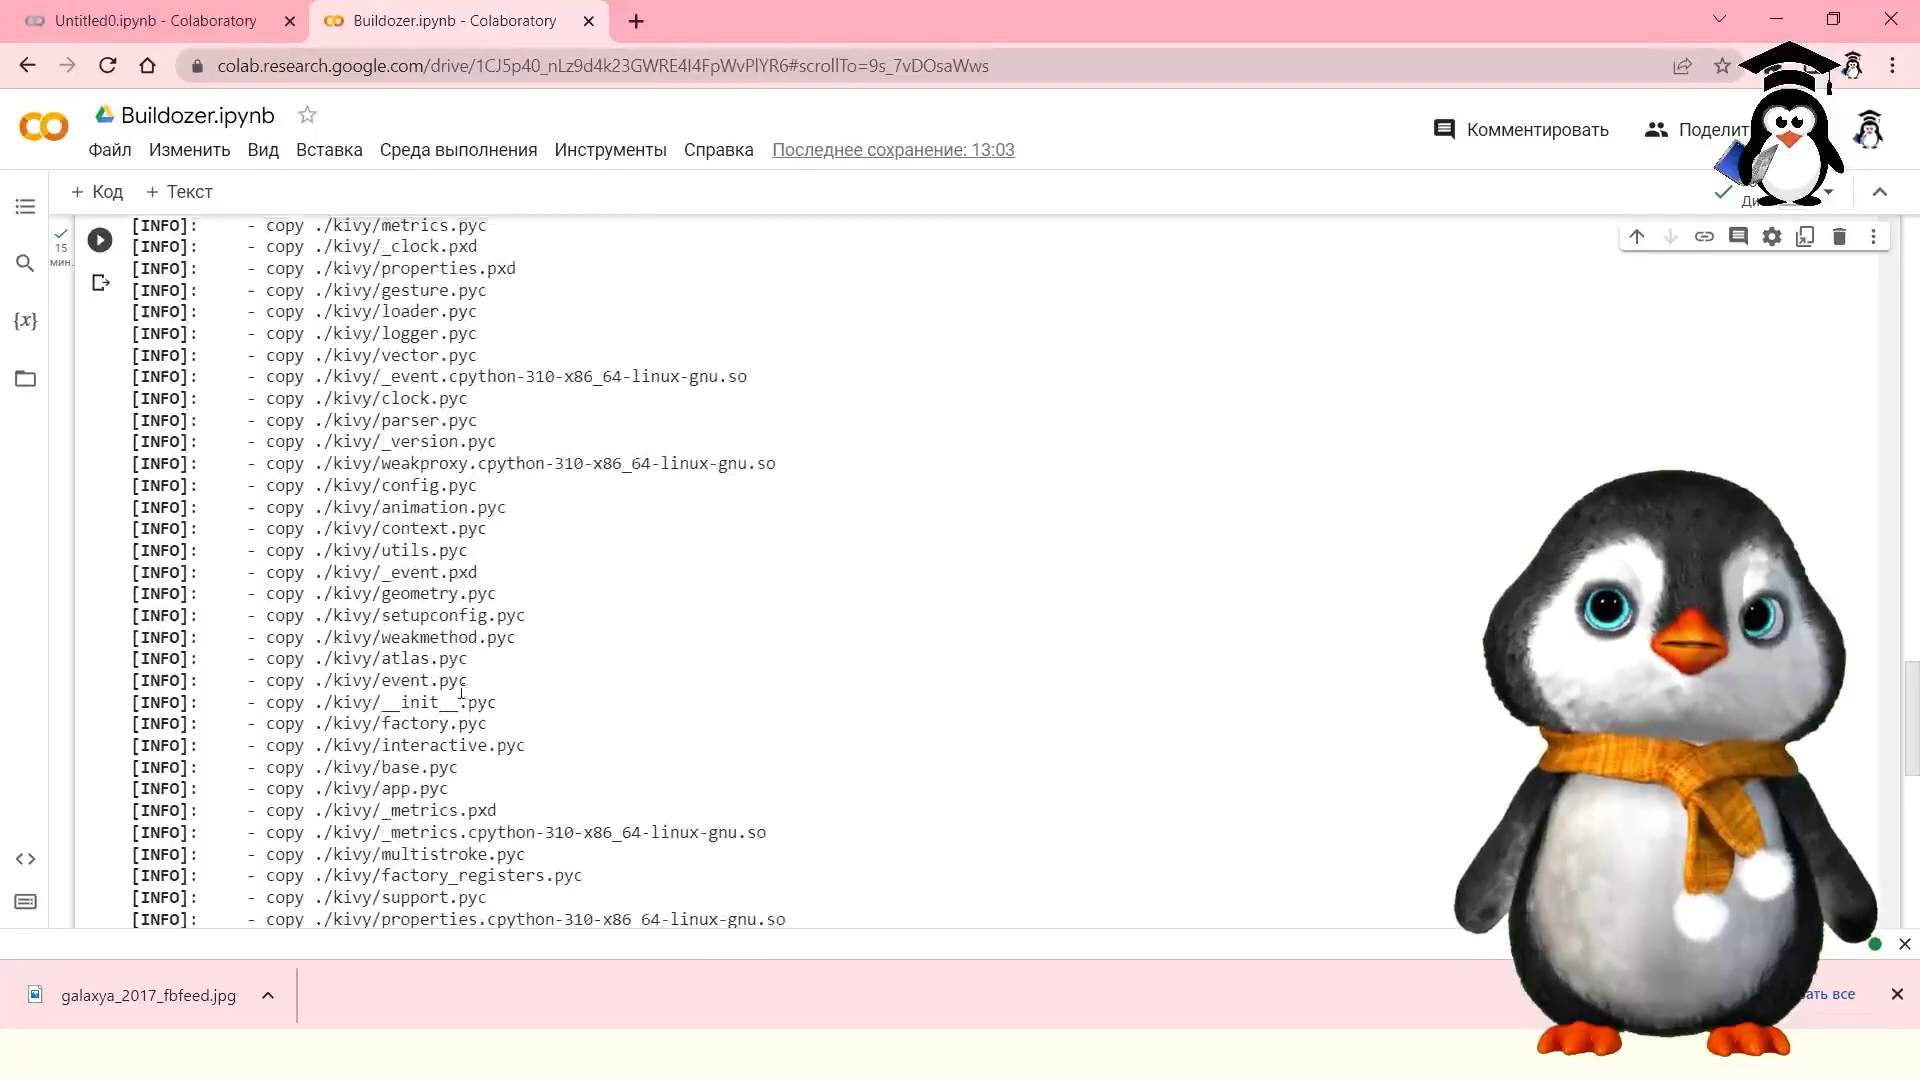 Untitled0.ipynb - Colaboratory
Buildozer.ipynb - Colaboratory
colab.research.google.com/drive/1CJ5p40_nLz9d4k23GWRE4I4FpWvPlYR6#scrollTo=9s_7vDOsaWws
Buildozer.ipynb
Комментировать
Файл Изменить Вид Вставка Среда выполнения Инструменты Справка Последнее сохранение: 13:03
+ Код + Текст
15
мин.
{x}
[INFO]: - copy ./kivy/metrics.pyc
[INFO]: - copy ./kivy/_clock.pxd
[INFO]: - copy ./kivy/properties.pxd
[INFO]: - copy ./kivy/gesture.pyc
[INFO]: - copy ./kivy/loader.pyc
[INFO]: - copy ./kivy/logger.pyc
[INFO]: - copy ./kivy/vector.pyc
[INFO]: - copy ./kivy/_event.cpython-310-x86_64-linux-gnu.so
[INFO]: - copy ./kivy/clock.pyc
[INFO]: - copy ./kivy/parser.pyc
[INFO]: - copy ./kivy/_version.pyc
[INFO]: - copy ./kivy/weakproxy.cpython-310-x86_64-linux-gnu.so
[INFO]: - copy ./kivy/config.pyc
[INFO]: - copy ./kivy/animation.pyc
[INFO]: - copy ./kivy/context.pyc
[INFO]: - copy ./kivy/utils.pyc
[INFO]: - copy ./kivy/_event.pxd
[INFO]: - copy ./kivy/geometry.pyc
[INFO]: - copy ./kivy/setupconfig.pyc
[INFO]: - copy ./kivy/weakmethod.pyc
[INFO]: - copy ./kivy/atlas.pyc
[INFO]: - copy ./kivy/event.pyc
[INFO]: - copy ./kivy/__init__.pyc
[INFO]: - copy ./kivy/factory.pyc
[INFO]: - copy ./kivy/interactive.pyc
[INFO]: - copy ./kivy/base.pyc
[INFO]: - copy ./kivy/app.pyc
[INFO]: - copy ./kivy/_metrics.pxd
[INFO]: - copy ./kivy/_metrics.cpython-310-x86_64-linux-gnu.so
[INFO]: - copy ./kivy/multistroke.pyc
[INFO]: - copy ./kivy/factory_registers.pyc
[INFO]: - copy ./kivy/support.pyc
[INFO]: - copy ./kivy/properties.cpython-310-x86_64-linux-gnu.so
galaxya_2017_fbfeed.jpg
все